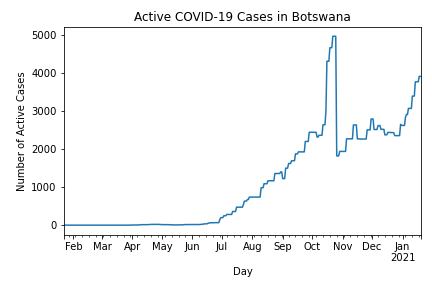 Active COVID-19 Cases in Botswana
Number of Active Cases
5000
4000
3000
2000
1000
0
Feb Mar Apr May Jun Jul Aug Sep Oct Nov Dec Jan
2021
Day